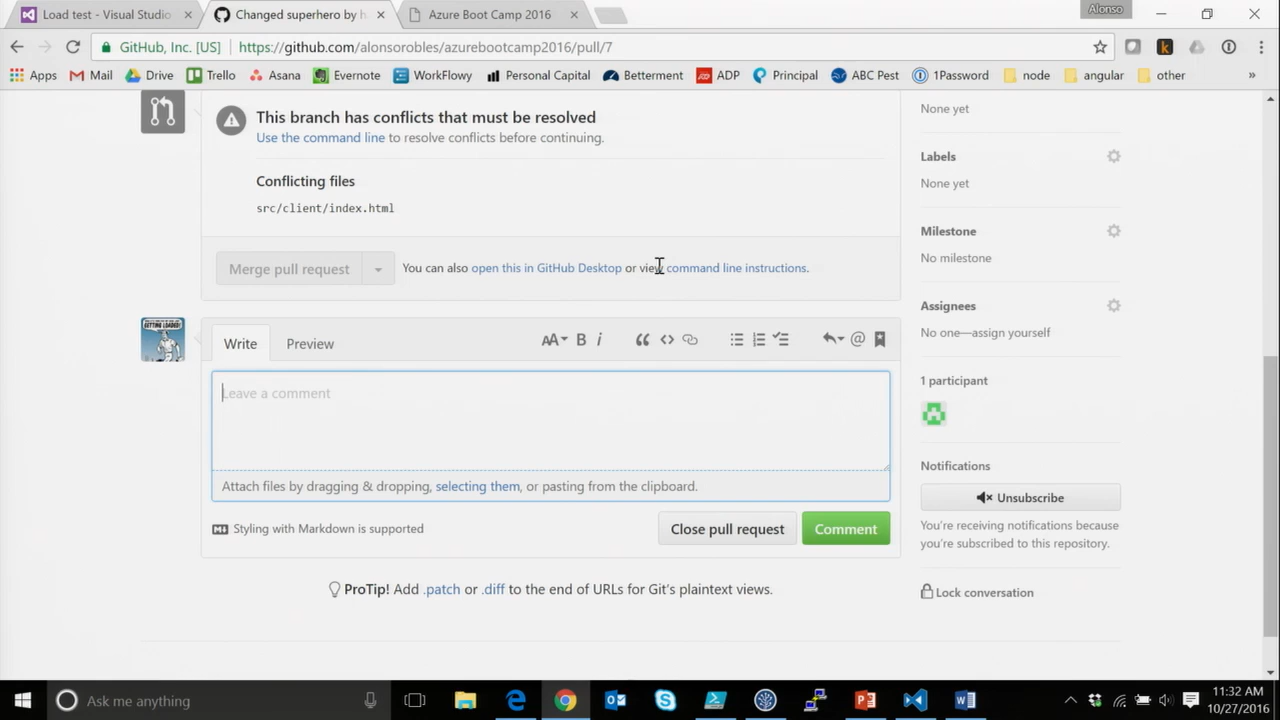 Load test - Visual Studio
Changed superhero by h
Azure Boot Camp 2016
Alonso
GitHub, Inc. [US]
https://github.com/alonsorobles/azurebootcamp2016/pull/7
Apps
Mail
Drive
Trello
Asana
Evernote
WorkFlowy
Personal Capital
Betterment
ADP
Principal
ABC Pest
1Password
node
angular
other
»
This branch has conflicts that must be resolved
Use the command line to resolve conflicts before continuing.
Conflicting files
src/client/index.html
Merge pull request
You can also open this in GitHub Desktop or view command line instructions.
GETTING LOADED!
Write
Preview
AA
B
i
@
Leave a comment
Attach files by dragging & dropping, selecting them, or pasting from the clipboard.
Styling with Markdown is supported
Close pull request
Comment
ProTip! Add .patch or .diff to the end of URLs for Git's plaintext views.
None yet
Labels
None yet
Milestone
No milestone
Assignees
No one—assign yourself
1 participant
Notifications
Unsubscribe
You're receiving notifications because
you're subscribed to this repository.
Lock conversation
Ask me anything
11:32 AM
10/27/2016